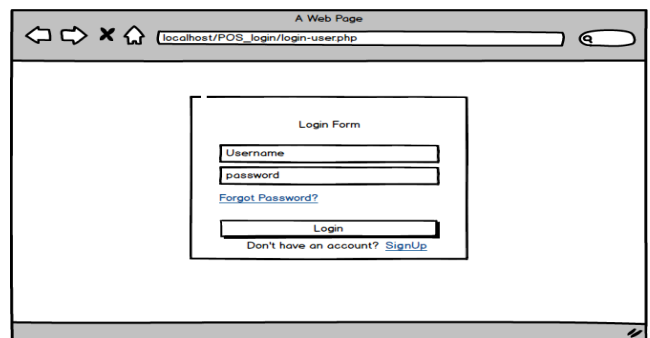 A Web Page
localhost/POS_login/login-user.php
Login Form
Username
password
Forgot Password?
Login
Don't have an account? SignUp